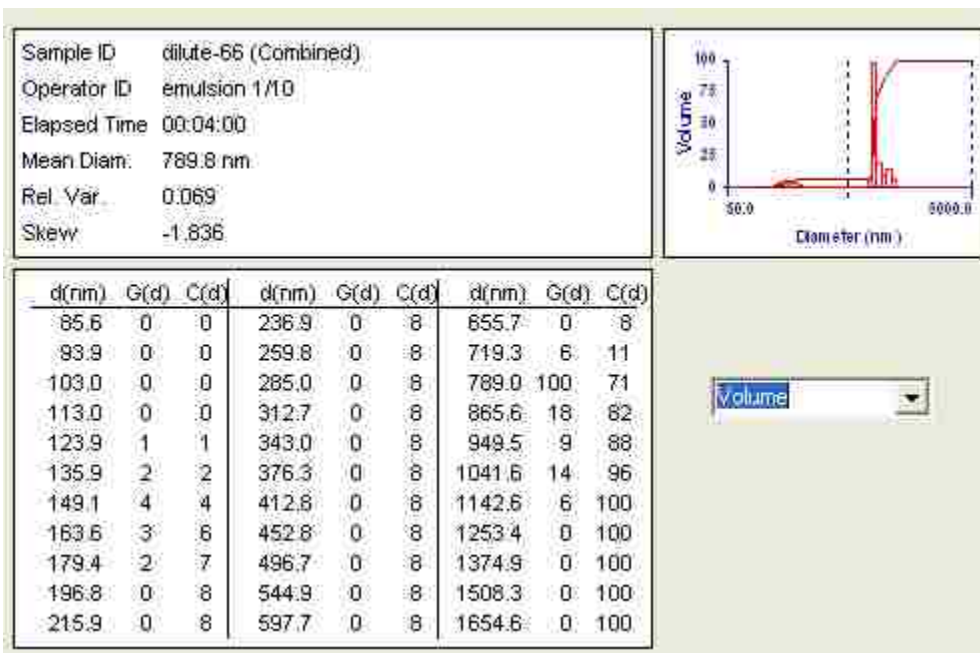 Sample ID dilute-66 (Combined)
Operator ID emulsion 1/10
Elapsed Time 00:04:00
Mean Diam. 789.8 nm
Rel. Var. 0.069
Skew -1.836
100
75
50
25
0
Volume
50.0 5000.0
Diameter (nm)
d(nm) G(d) C(d) d(nm) G(d) C(d) d(nm) G(d) C(d)
85.6 0 0 236.9 0 8 655.7 0 8
93.9 0 0 259.8 0 8 719.3 6 11
103.0 0 0 285.0 0 8 789.0 100 71
113.0 0 0 312.7 0 8 865.6 18 82
123.9 1 1 343.0 0 8 949.5 9 88
135.9 2 2 376.3 0 8 1041.6 14 96
149.1 4 4 412.8 0 8 1142.6 6 100
163.6 3 6 452.8 0 8 1253.4 0 100
179.4 2 7 496.7 0 8 1374.9 0 100
196.8 0 8 544.9 0 8 1508.3 0 100
215.9 0 8 597.7 0 8 1654.6 0 100
Volume